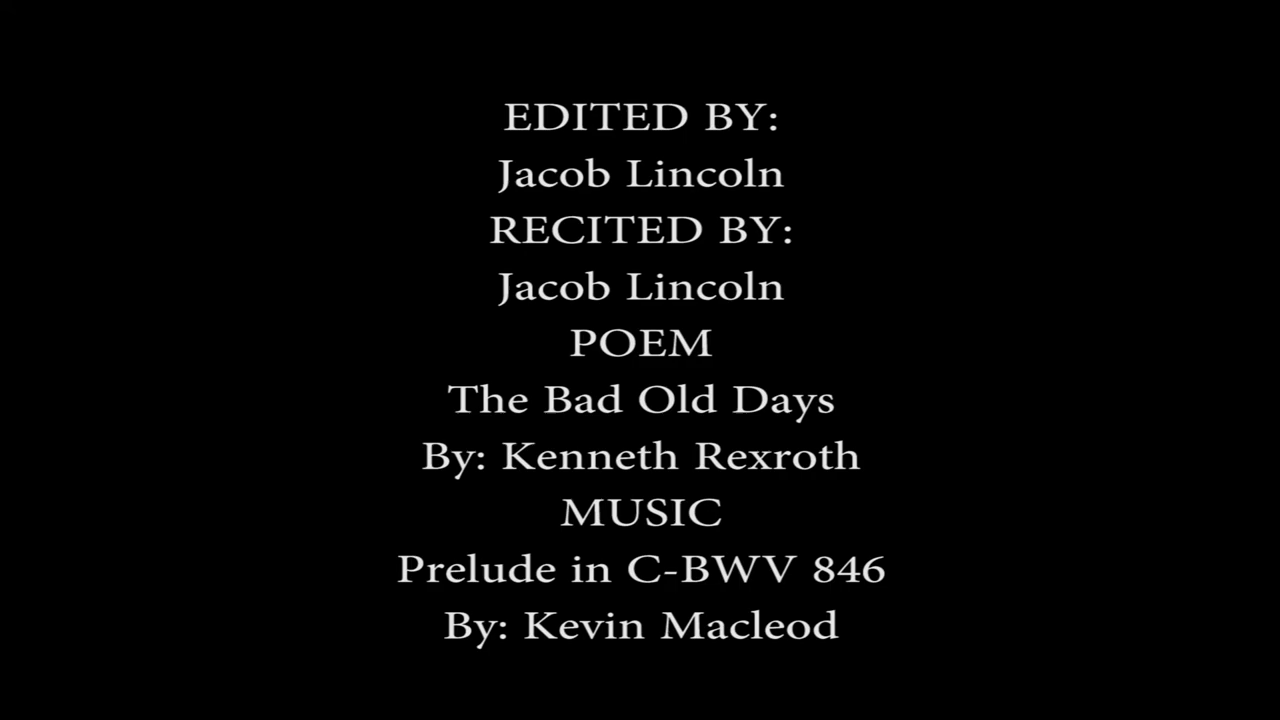 EDITED BY:
Jacob Lincoln
RECITED BY:
Jacob Lincoln
POEM
The Bad Old Days
By: Kenneth Rexroth
MUSIC
Prelude in C-BWV 846
By: Kevin Macleod